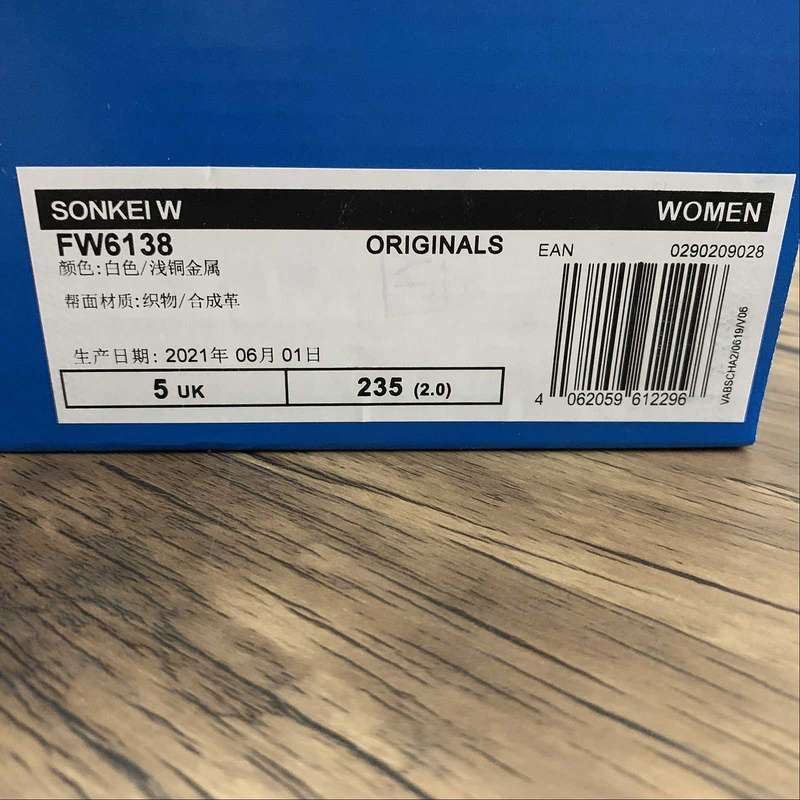 SONKEI W WOMEN
FW6138 ORIGINALS EAN 0290209028
颜色:白色/浅铜金属
帮面材质:织物/合成革
生产日期: 2021年 06月 01日
5 UK 235 (2.0)
4 062059 612296
VABSCHA2/0619/V06